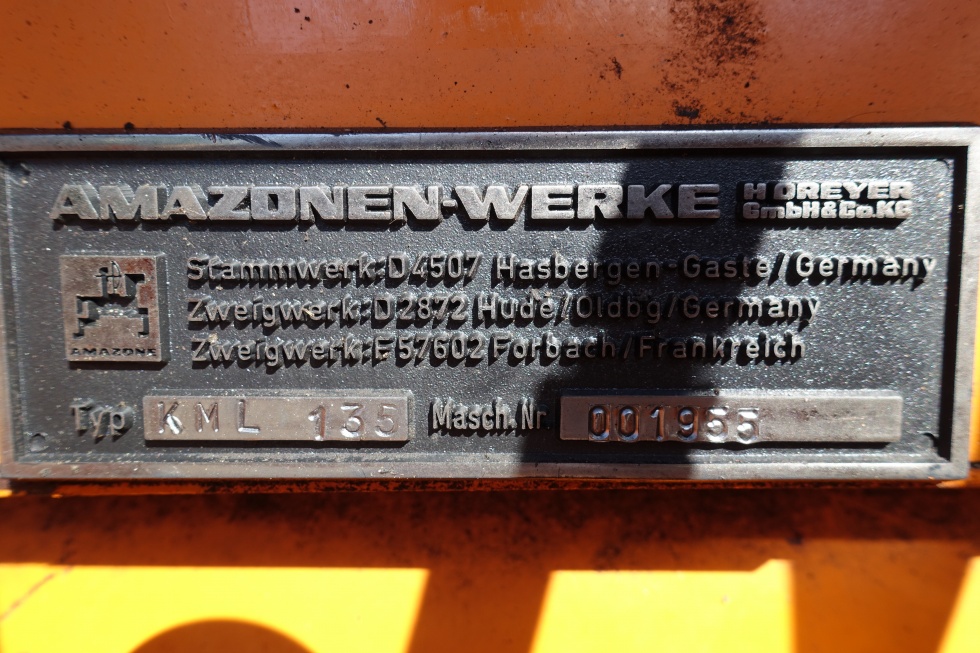 AMAZONEN-WERKE H. DREYER
GmbH & Co. KG
Stammwerk: D 4507 Hasbergen-Gaste/Germany
Zweigwerk: D 2872 Hude/Oldbg/Germany
Zweigwerk: F 57602 Forbach/Frankreich
AMAZONE
Typ KML 135 Masch. Nr. 001955